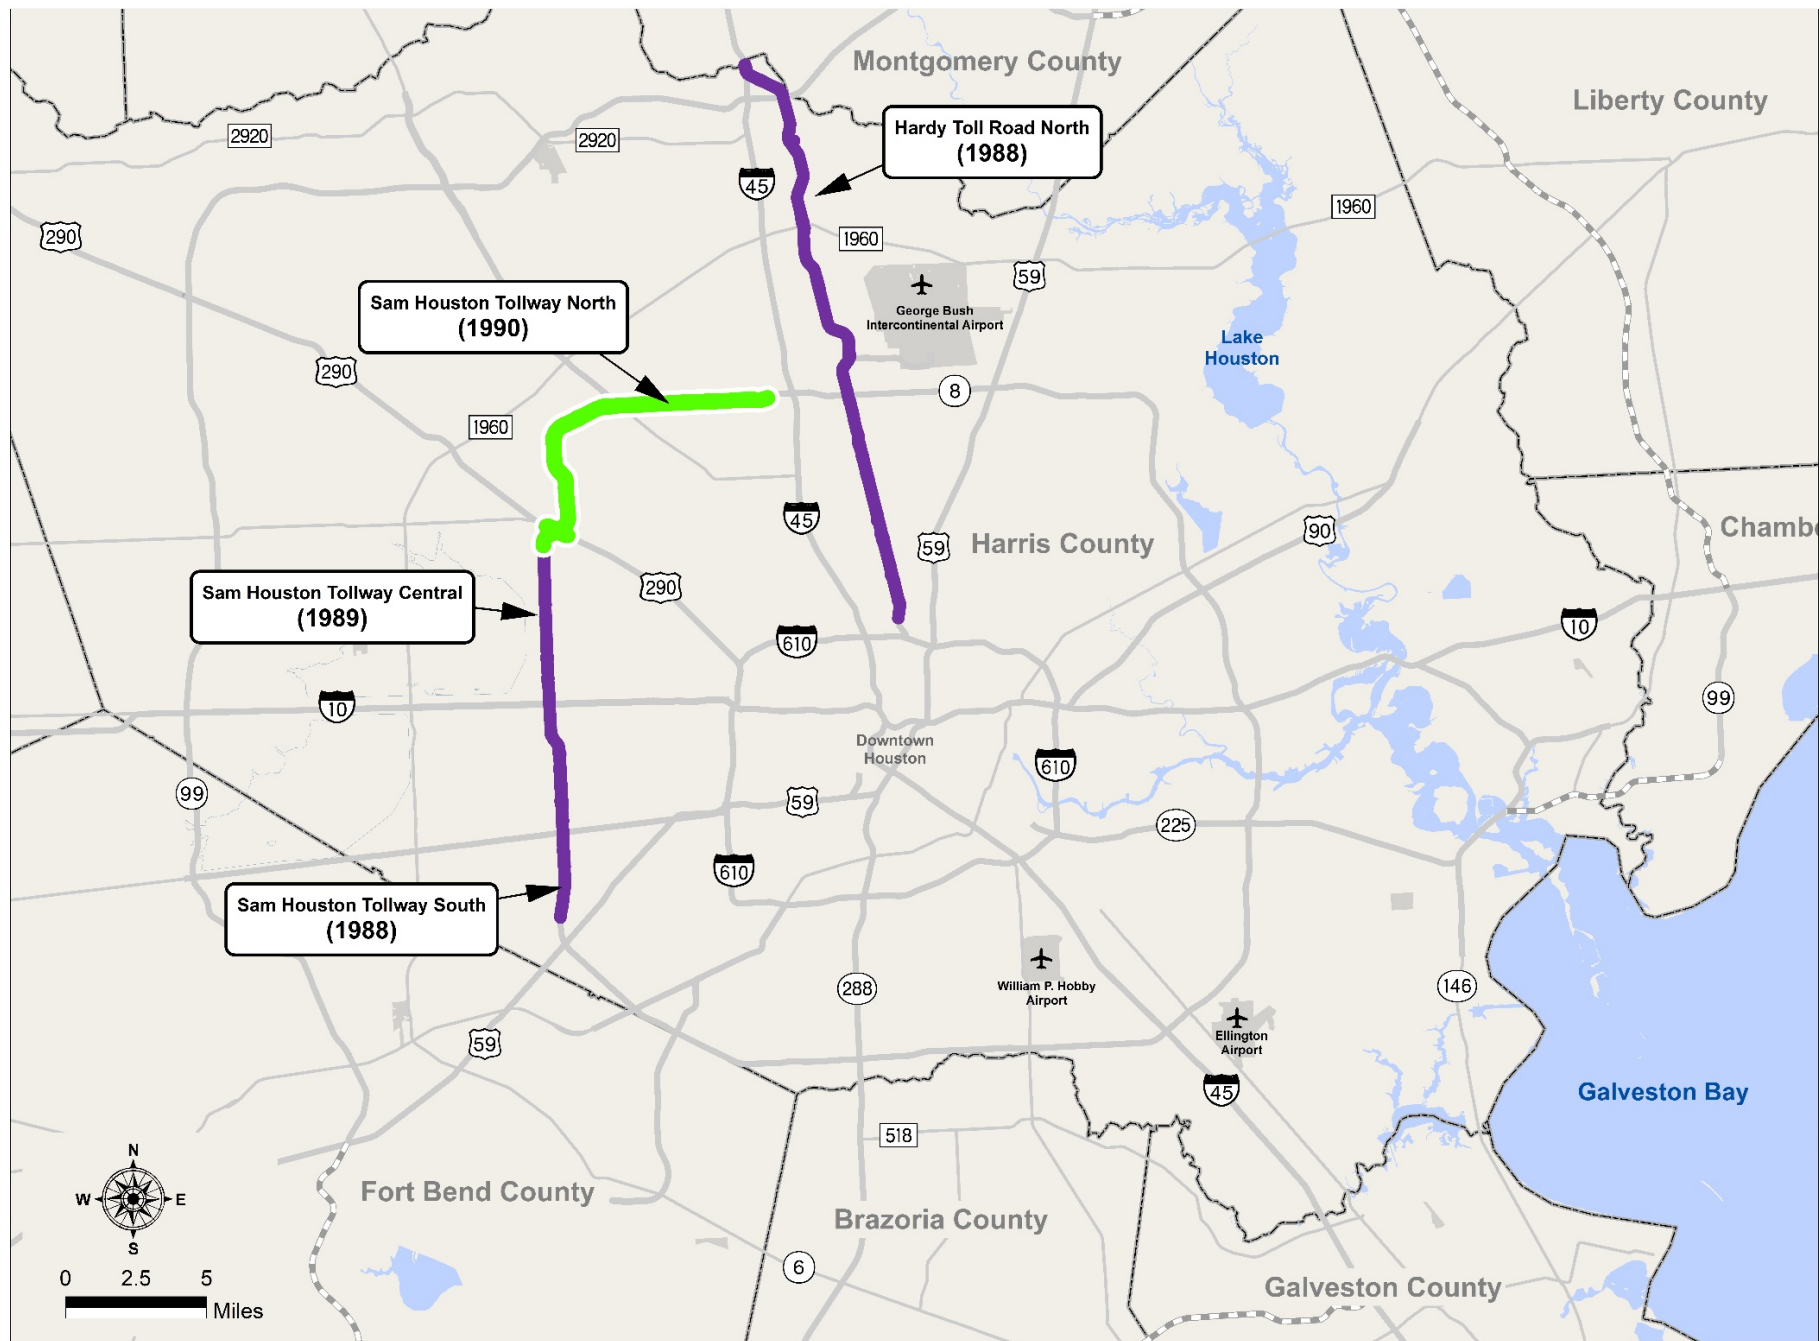 Montgomery County
Liberty County
Hardy Toll Road North
(1988)
2920
2920
45
1960
290
1960
59
George Bush
Intercontinental Airport
Sam Houston Tollway North
(1990)
Lake
Houston
290
8
1960
45
59
Harris County
90
Chambe
Sam Houston Tollway Central
(1989)
290
610
10
10
99
Downtown
Houston
610
99
59
225
610
Sam Houston Tollway South
(1988)
288
William P. Hobby
Airport
146
59
Ellington
Airport
45
Galveston Bay
518
N
W
E
S
Fort Bend County
Brazoria County
6
Galveston County
0 2.5 5
Miles